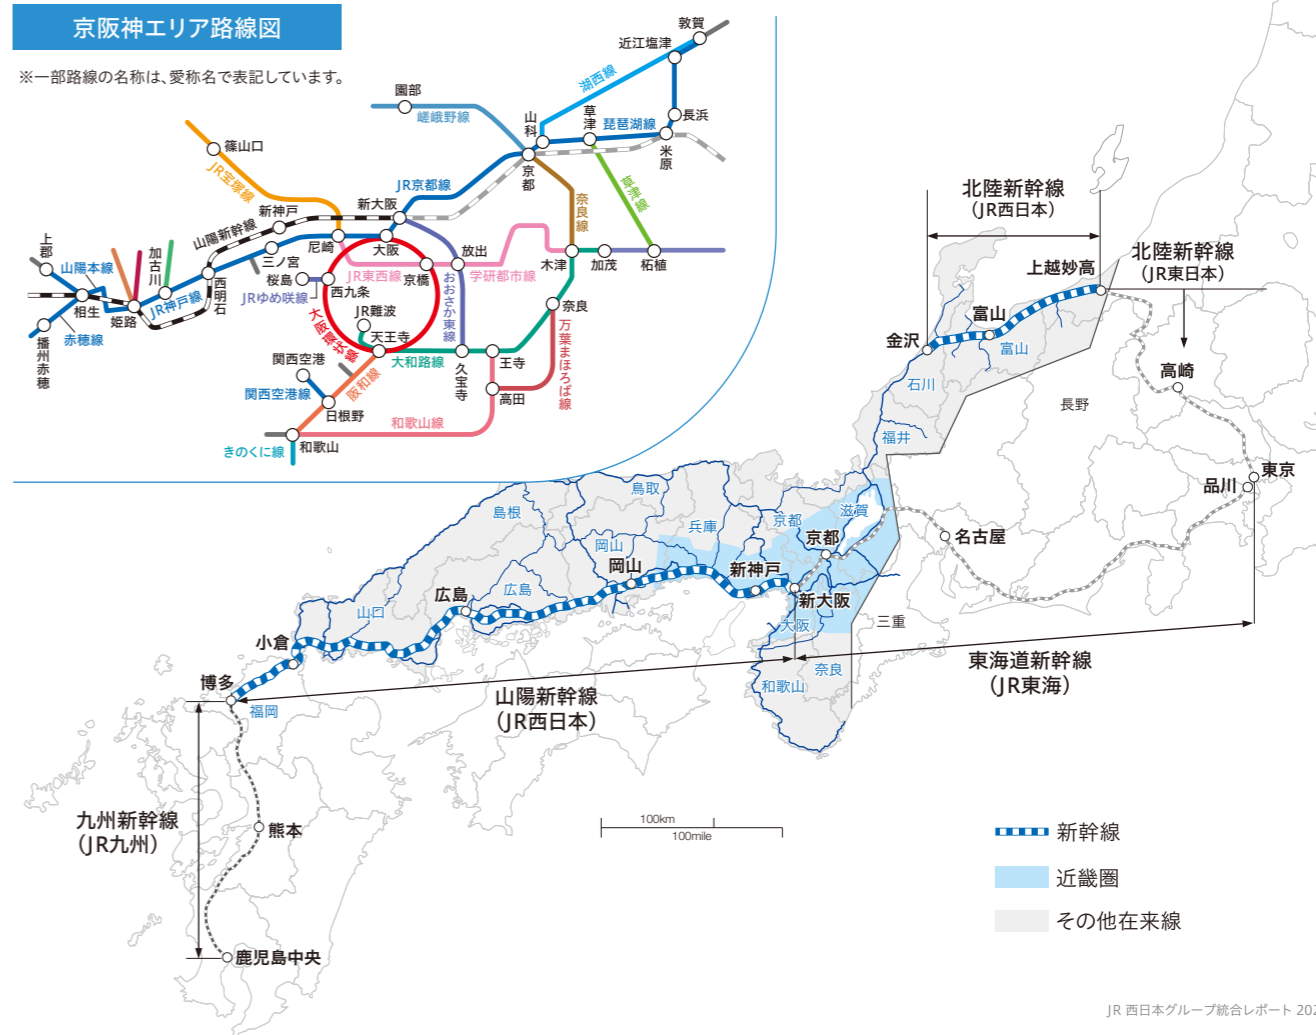 京阪神エリア路線図
※一部路線の名称は、愛称名で表記しています。
敦賀
近江塩津
湖西線
園部
嵯峨野線
山科
草津
琵琶湖線
長浜
米原
京都
篠山口
JR宝塚線
JR京都線
奈良線
草津線
新大阪
新神戸
山陽新幹線
上郡
山陽本線
加古川
三ノ宮
尼崎
大阪
放出
木津
加茂
柘植
JR東西線
京橋
学研都市線
桜島
西九条
JRゆめ咲線
おおさか東線
相生
姫路
JR神戸線
西明石
赤穂線
播州赤穂
JR難波
天王寺
大阪環状線
奈良
万葉まほろば線
関西空港
関西空港線
阪和線
大和路線
久宝寺
王寺
高田
日根野
和歌山線
きのくに線
和歌山
北陸新幹線
(JR西日本)
北陸新幹線
(JR東日本)
上越妙高
富山
金沢
富山
石川
高崎
長野
福井
東京
品川
鳥取
島根
兵庫
京都
滋賀
岡山
京都
名古屋
岡山
新神戸
広島
広島
新大阪
山口
大阪
三重
小倉
東海道新幹線
(JR東海)
奈良
和歌山
博多
福岡
山陽新幹線
(JR西日本)
九州新幹線
(JR九州)
熊本
鹿児島中央
100km
100mile
新幹線
近畿圏
その他在来線
JR 西日本グループ統合レポート 202